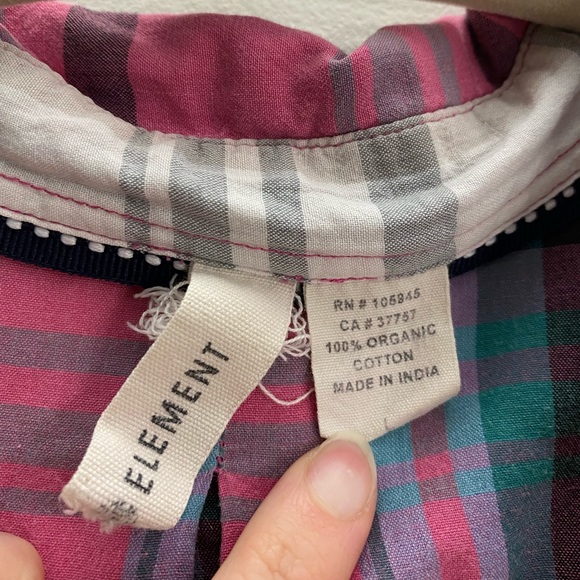 ELEMENT
RN # 105945
CA # 37757
100% ORGANIC
COTTON
MADE IN INDIA
L